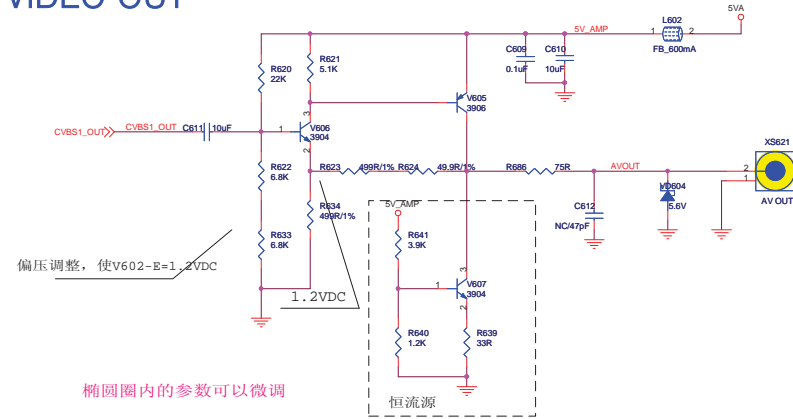 VIDEO OUT
5VA
L602
5V_AMP
1
2
FB_600mA
R620
22K
R621
5.1K
C609
0.1uF
C610
10uF
V605
3906
CVBS1_OUT
CVBS1_OUT
C611
10uF
1
3
V606
3904
2
XS621
R622
6.8K
R623
499R/1%
R624
49.9R/1%
R686
75R
AVOUT
2
1
AV OUT
R634
499R/1%
5V_AMP
C612
NC/47pF
VD604
5.6V
R633
6.8K
R641
3.9K
偏压调整，使V602-E=1.2VDC
1.2VDC
1
3
V607
3904
2
R640
1.2K
R639
33R
椭圆圈内的参数可以微调
恒流源